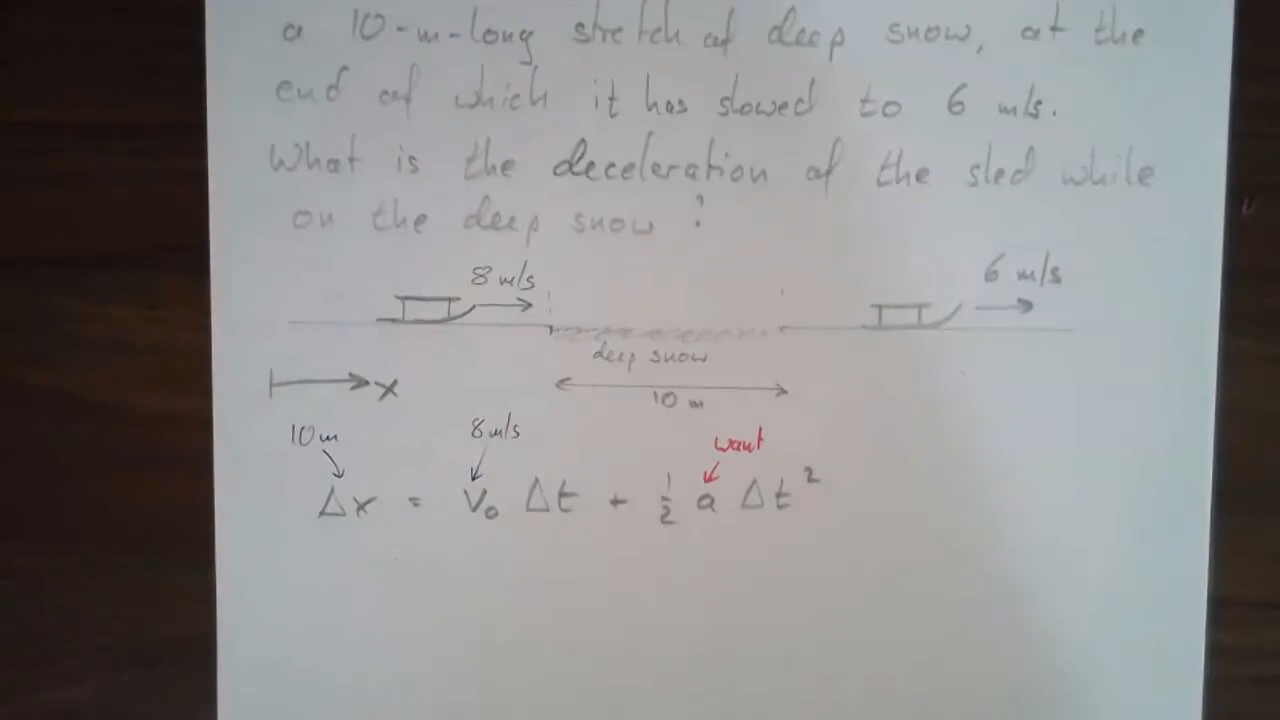 a 10-m-long stretch of deep snow, at the
end of which it has slowed to 6 m/s.
What is the deceleration of the sled while
on the deep snow?
8 m/s
6 m/s
deep snow
x
10 m
10m
8m/s
want
Δx = V₀ Δt + ½ a Δt²